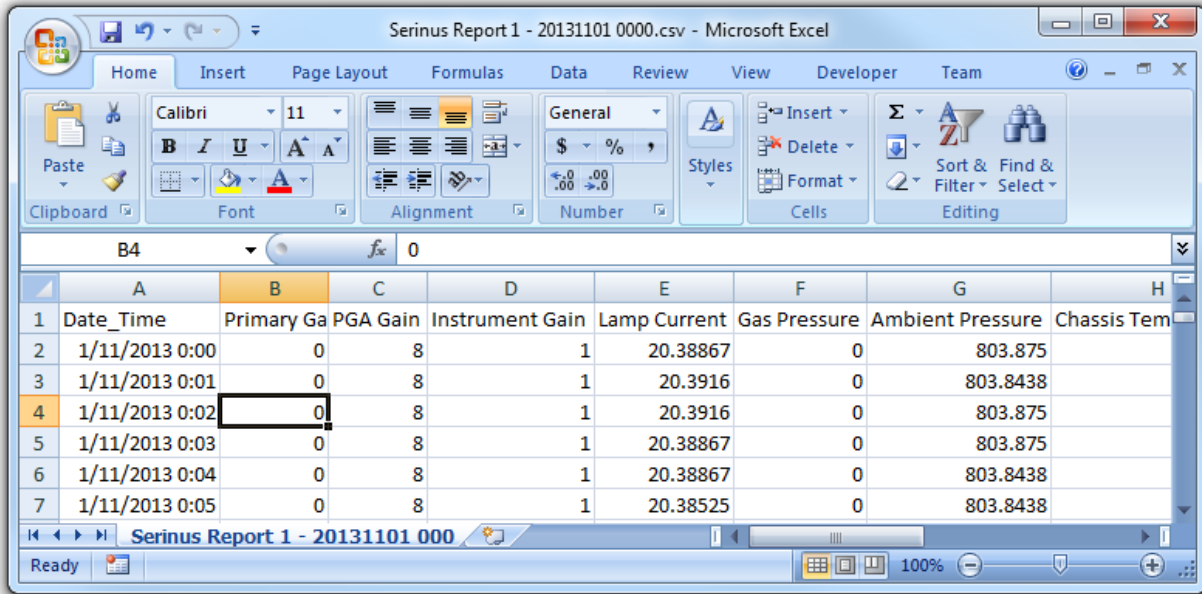 Serinus Report 1 - 20131101 0000.csv - Microsoft Excel
Home Insert Page Layout Formulas Data Review View Developer Team
Calibri 11 General Insert Σ
Paste B I U A A $ % , Styles Delete Sort & Filter Find & Select
A .00 .0 Format
Clipboard Font Alignment Number Cells Editing
B4 fx 0
A B C D E F G H
1 Date_Time Primary Ga PGA Gain Instrument Gain Lamp Current Gas Pressure Ambient Pressure Chassis Tem
2 1/11/2013 0:00 0 8 1 20.38867 0 803.875
3 1/11/2013 0:01 0 8 1 20.3916 0 803.8438
4 1/11/2013 0:02 0 8 1 20.3916 0 803.875
5 1/11/2013 0:03 0 8 1 20.38867 0 803.875
6 1/11/2013 0:04 0 8 1 20.38867 0 803.8438
7 1/11/2013 0:05 0 8 1 20.38525 0 803.8438
Serinus Report 1 - 20131101 000
Ready 100%